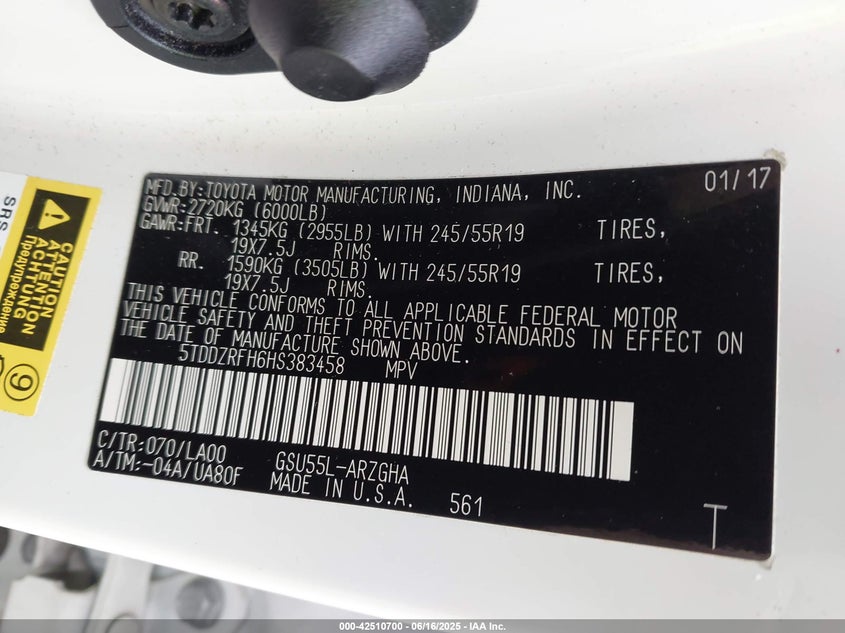 MFD.BY:TOYOTA MOTOR MANUFACTURING, INDIANA, INC. 01/17
GVWR:2720KG (6000LB)
GAWR:FRT. 1345KG (2955LB) WITH 245/55R19 TIRES,
19X7.5J RIMS.
RR. 1590KG (3505LB) WITH 245/55R19 TIRES,
19X7.5J RIMS.
THIS VEHICLE CONFORMS TO ALL APPLICABLE FEDERAL MOTOR
VEHICLE SAFETY AND THEFT PREVENTION STANDARDS IN EFFECT ON
THE DATE OF MANUFACTURE SHOWN ABOVE.
5TDDZRFH6HS383458 MPV
C/TR:070/LA00 GSU55L-ARZGHA
A/TM:-04A/UA80F MADE IN U.S.A. 561
T
SRS
CAUTION
ATTENTION
ACHTUNG
Предупреждение
9
000-42510700 - 06/16/2025 - IAA Inc.